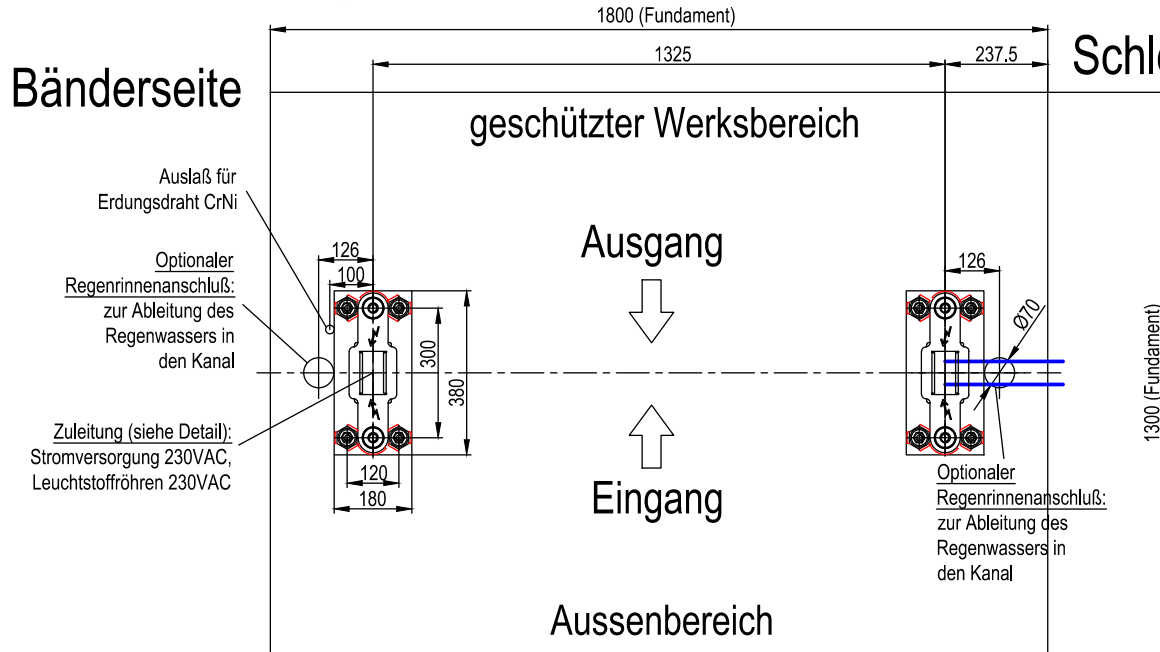 1800 (Fundament)
1325
237.5
Bänderseite
Schl
geschützter Werksbereich
Auslaß für
Erdungsdraht CrNi
Ausgang
126
100
126
Optionaler
Regenrinnenanschluß:
zur Ableitung des
Regenwassers in
den Kanal
Ø70
300
380
1300 (Fundament)
Zuleitung (siehe Detail):
Stromversorgung 230VAC,
Leuchtstoffröhren 230VAC
120
180
Eingang
Optionaler
Regenrinnenanschluß:
zur Ableitung des
Regenwassers in
den Kanal
Aussenbereich